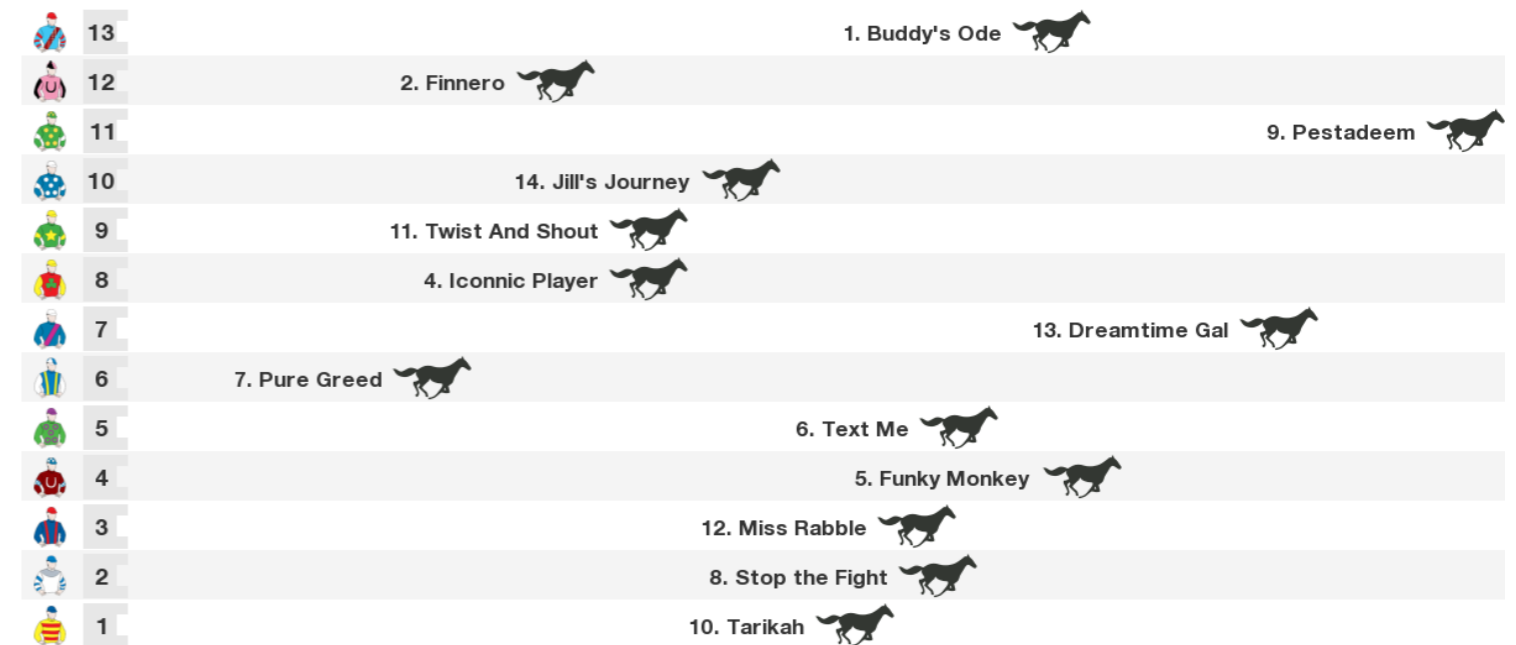 13 1. Buddy's Ode
12 2. Finnero
11 9. Pestadeem
10 14. Jill's Journey
9 11. Twist And Shout
8 4. Iconnic Player
7 13. Dreamtime Gal
6 7. Pure Greed
5 6. Text Me
4 5. Funky Monkey
3 12. Miss Rabble
2 8. Stop the Fight
1 10. Tarikah